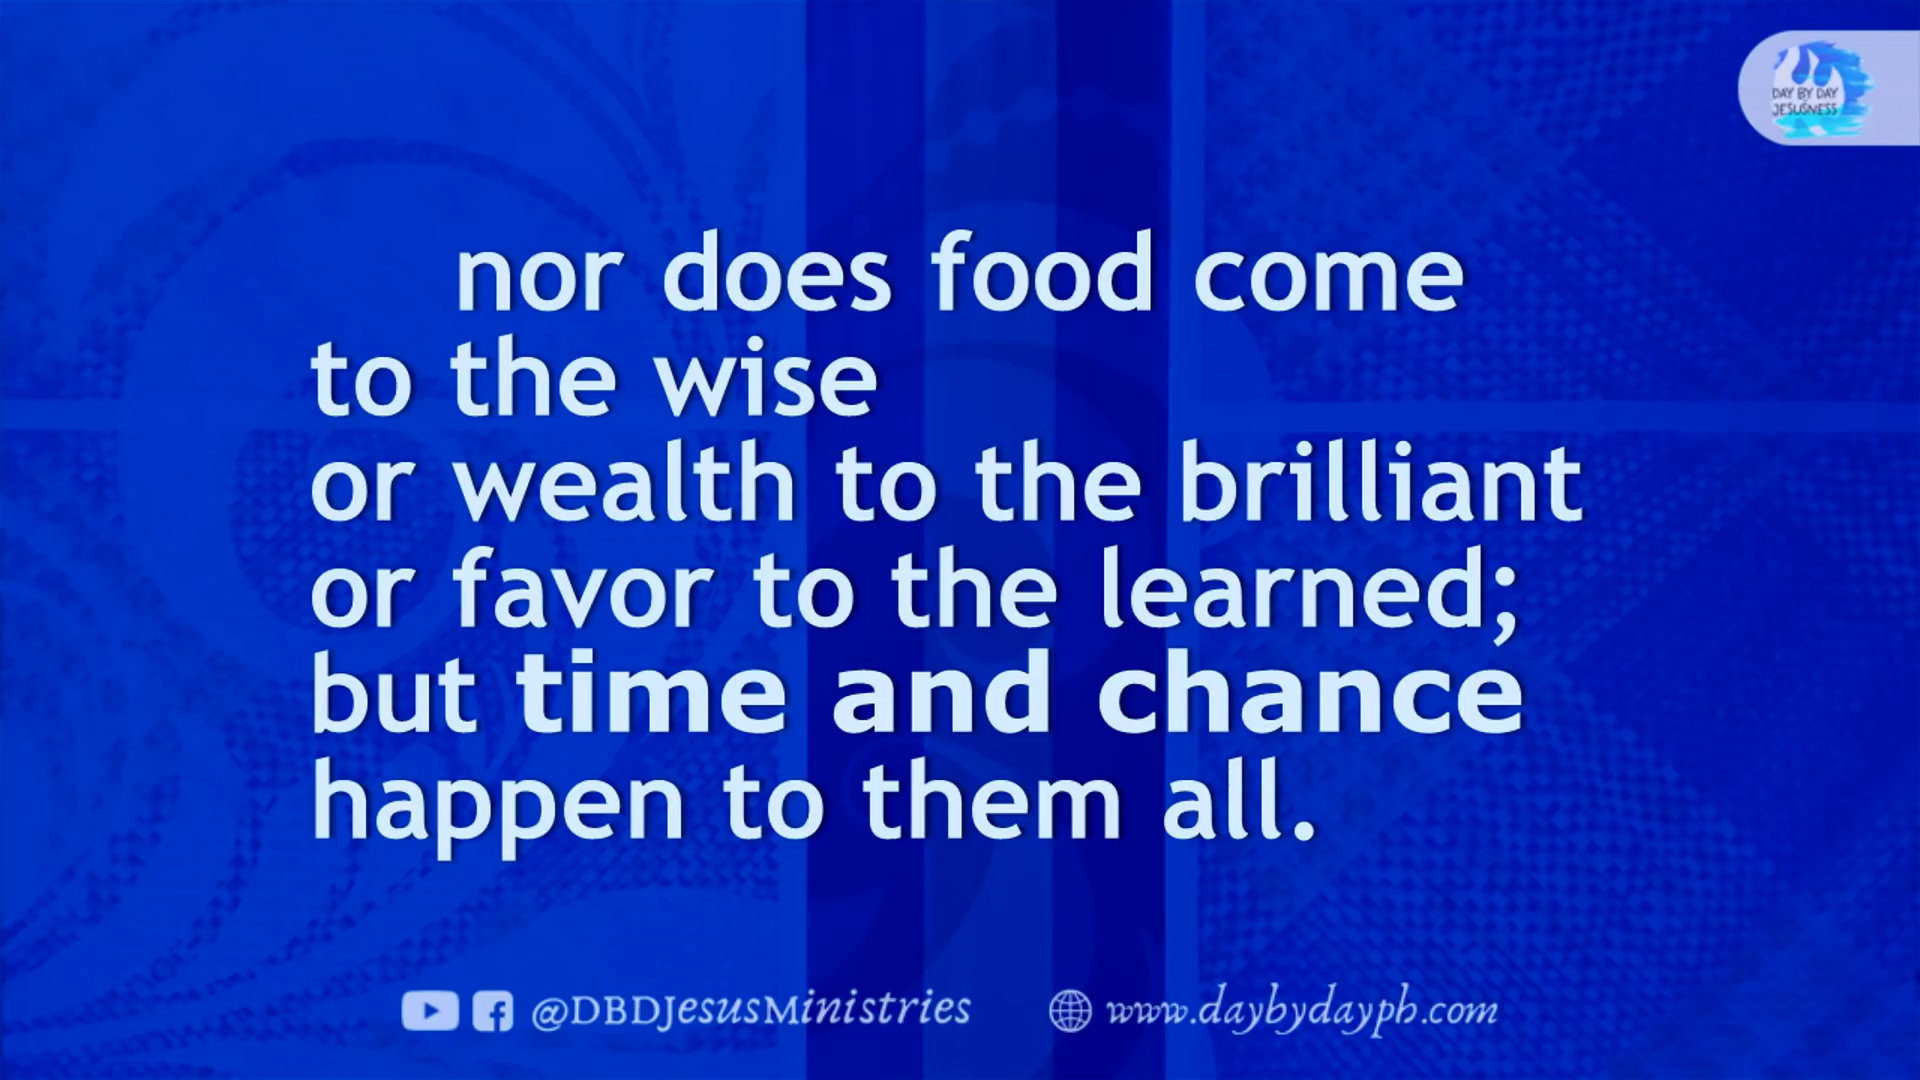 DAY BY DAY
JESUSNESS
nor does food come
to the wise
or wealth to the brilliant
or favor to the learned;
but time and chance
happen to them all.
@DBDJesusMinistries
www.daybydayph.com